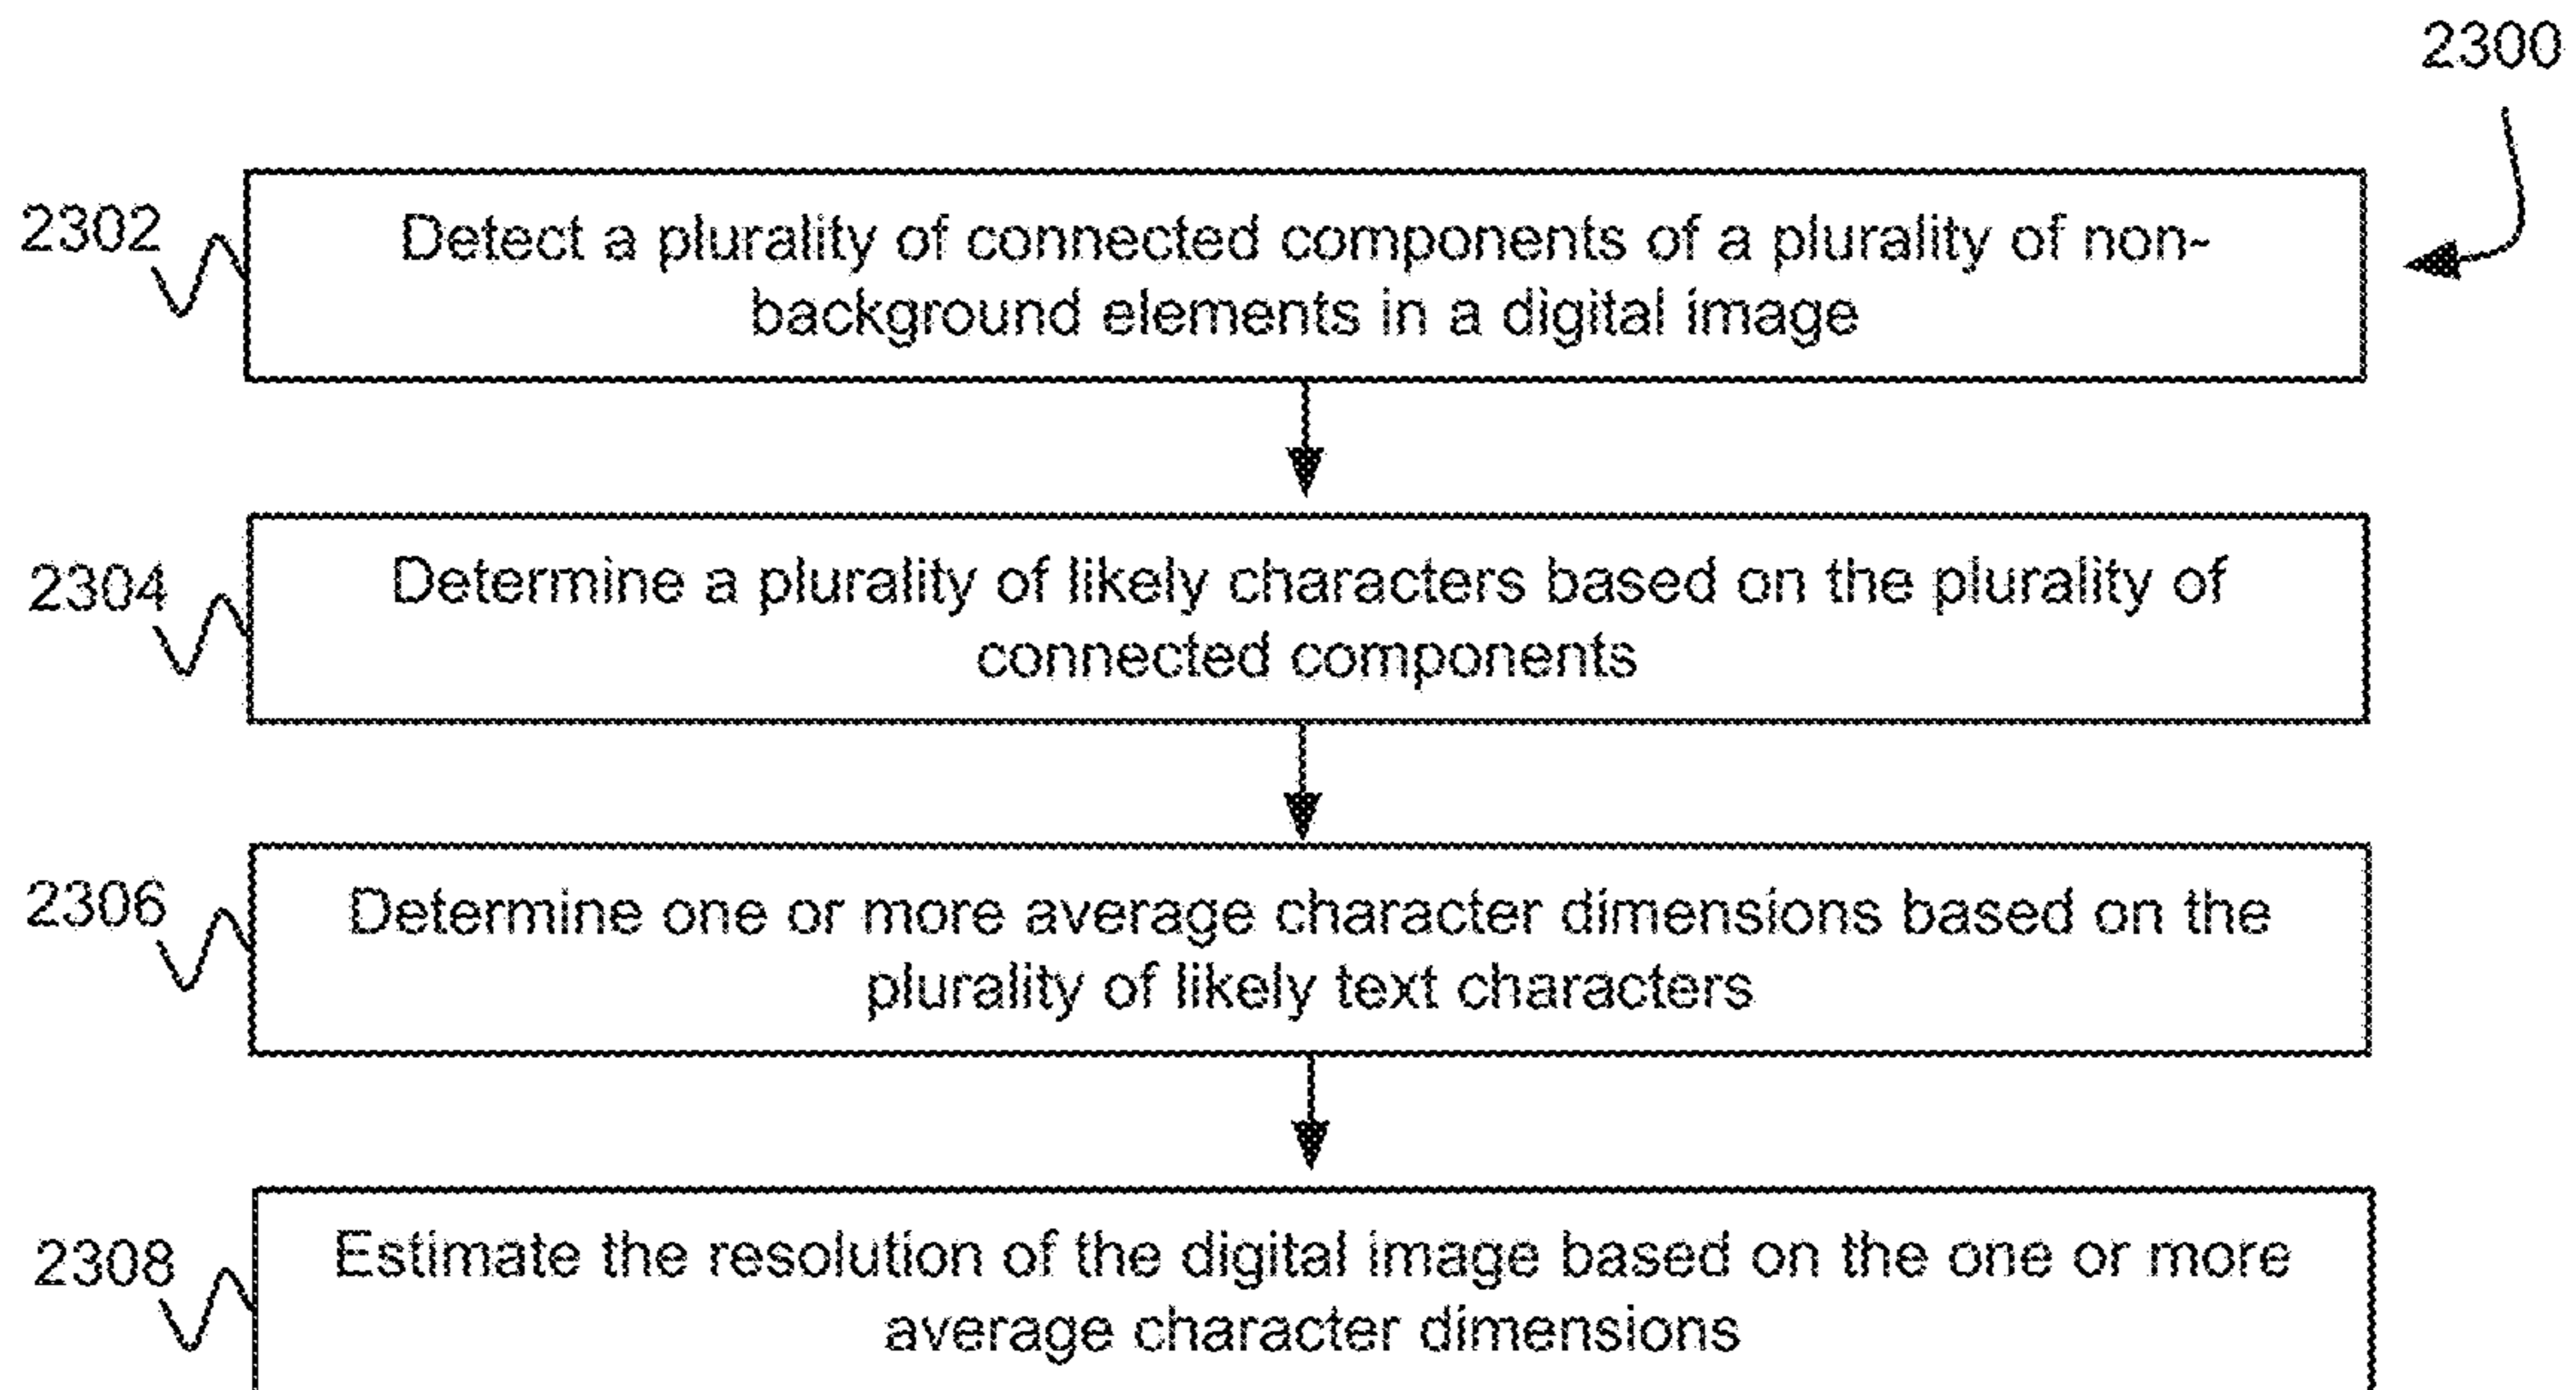 2300
2302
Detect a plurality of connected components of a plurality of non-
background elements in a digital image
2304
Determine a plurality of likely characters based on the plurality of
connected components
2306
Determine one or more average character dimensions based on the
plurality of likely text characters
2308
Estimate the resolution of the digital image based on the one or more
average character dimensions